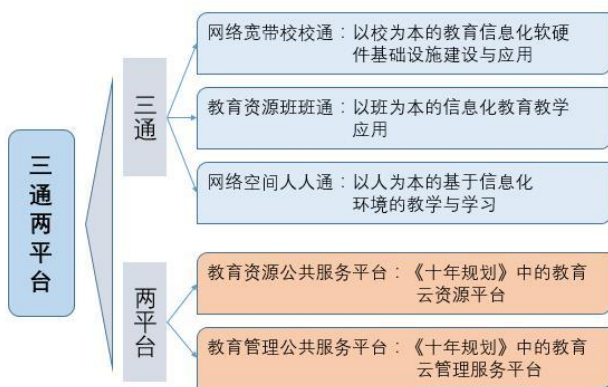 三通两平台
三通
网络宽带校校通：以校为本的教育信息化软硬
件基础设施建设与应用
教育资源班班通：以班为本的信息化教育教学
应用
网络空间人人通：以人为本的基于信息化
环境的教学与学习
两平台
教育资源公共服务平台：《十年规划》中的教育
云资源平台
教育管理公共服务平台：《十年规划》中的教育
云管理服务平台